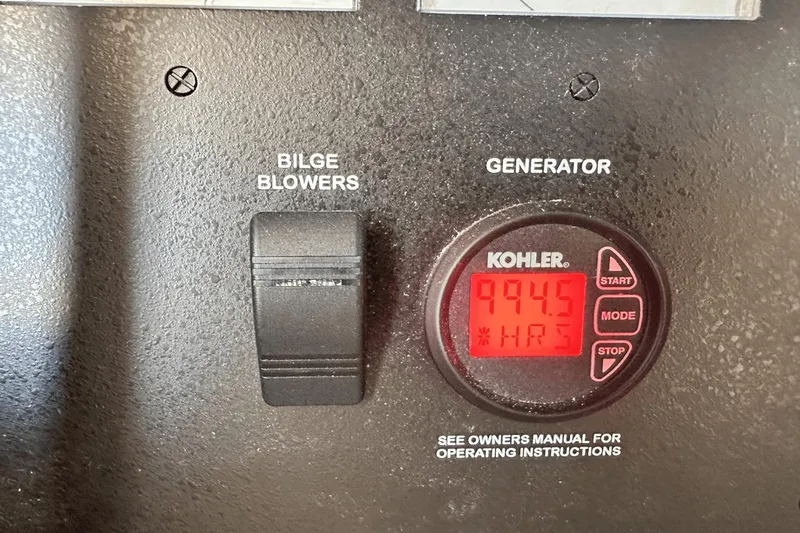 BILGE
BLOWERS
GENERATOR
KOHLER®
START
994.5
MODE
* HRS
STOP
SEE OWNERS MANUAL FOR
OPERATING INSTRUCTIONS